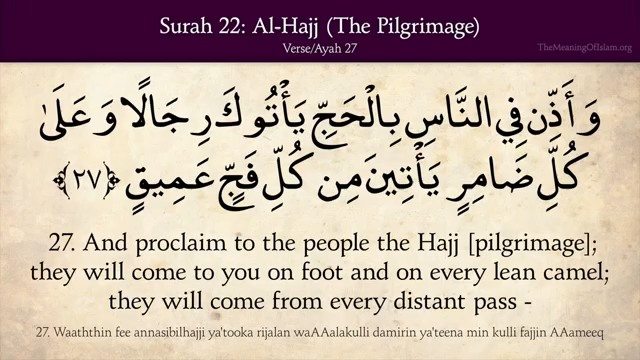 Surah 22: Al-Hajj (The Pilgrimage)
Verse/Ayah 27
TheMeaningOfIslam.org
وَأَذِّن فِي النَّاسِ بِالْحَجِّ يَأْتُوكَ رِجَالًا وَعَلَىٰ
كُلِّ ضَامِرٍ يَأْتِينَ مِن كُلِّ فَجٍّ عَمِيقٍ ﴿٢٧﴾
27. And proclaim to the people the Hajj [pilgrimage];
they will come to you on foot and on every lean camel;
they will come from every distant pass -
27. Waaththin fee annasibilhajji ya'tooka rijalan waAAalakulli damirin ya'teena min kulli fajjin AAameeq